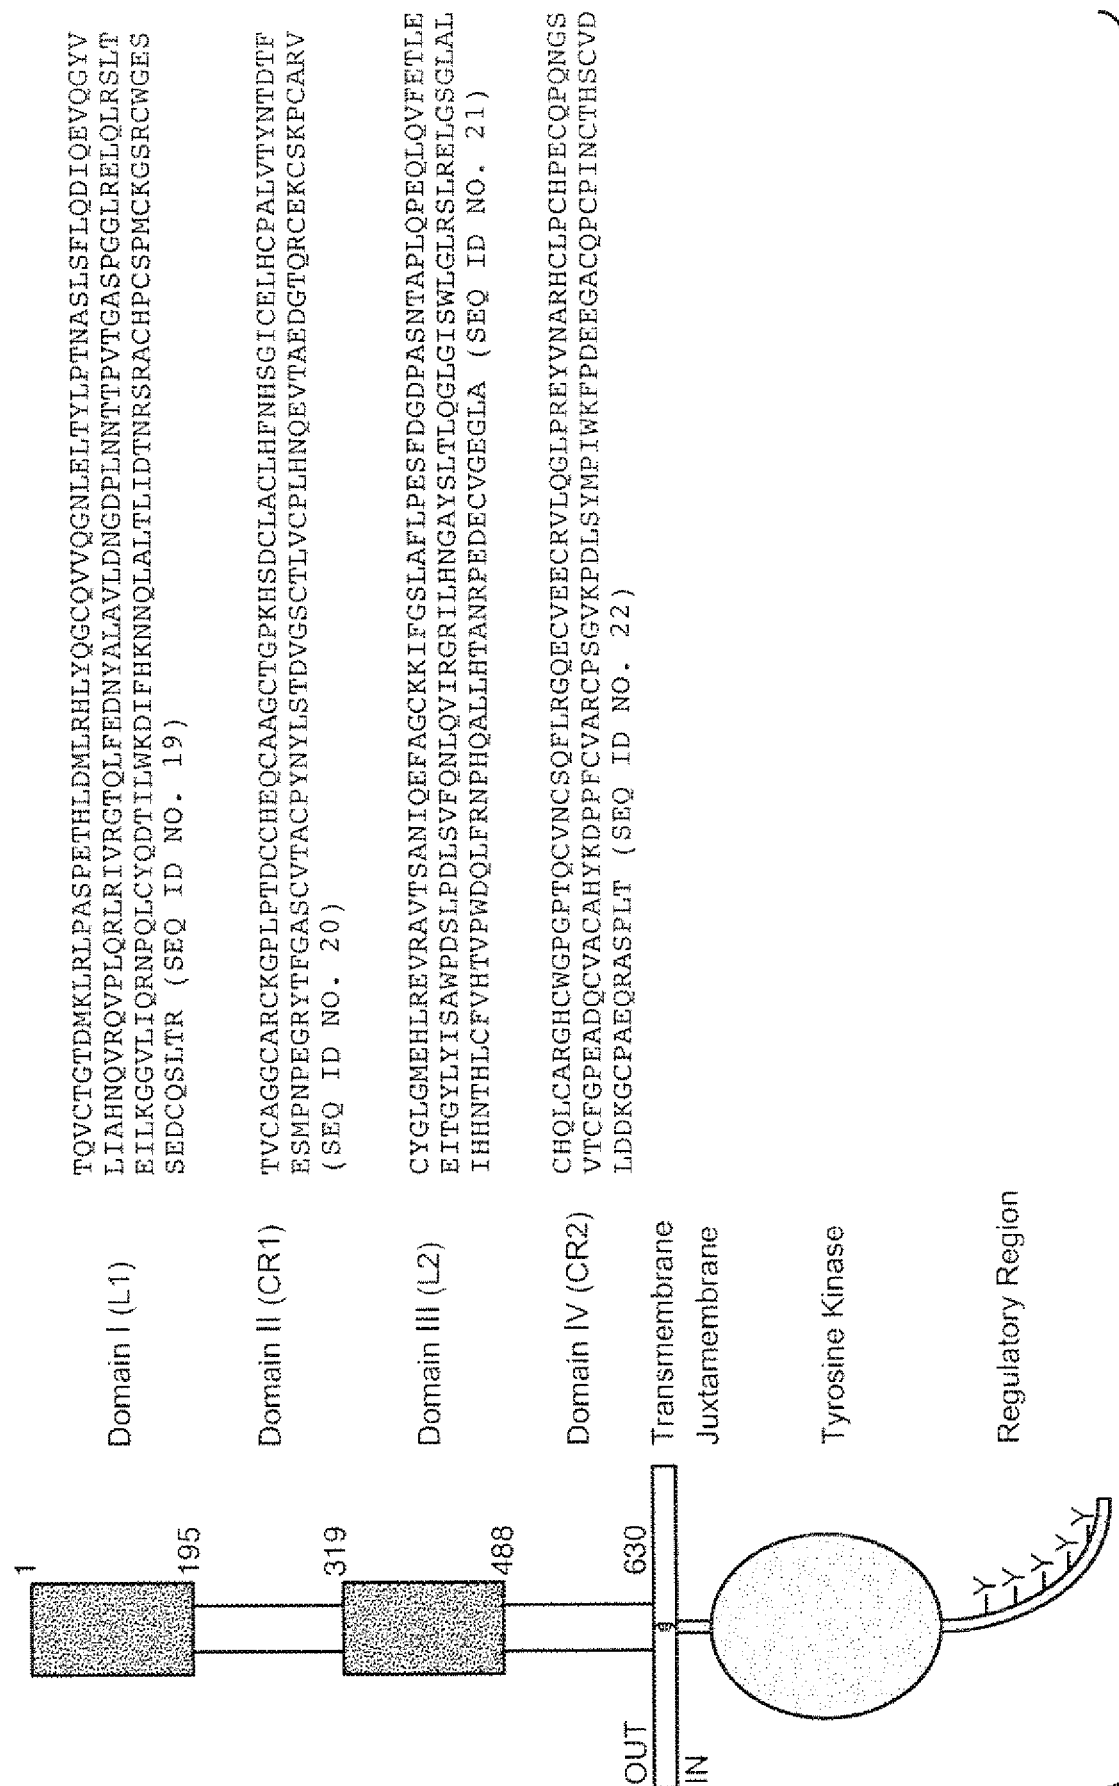 1
195
319
488
630
OUT
IN
Domain I (L1)
TQVCTGTDMKLRLPASPETHLDMLRHLYQGCQVVQGNLELTYLPTNASLSFLQDIQEVQGYV
LIAHNQVRQVPLQRLRIVRGTQLFEDNYALAVLDNGDPLNNTTPVTGASPGGLRELQLRSLT
EILKGGVLIQRNPQLCYQDTILWKDIFHKNNQLALTLIDTNRSRACHPCSPMCKGSRCWGES
SEDCQSLTR (SEQ ID NO. 19)
Domain II (CR1)
TVCAGGCARCKGPLPTDCCHEQCAAGCTGPKHSDCLACLHFNHSGICELHCPALVTYNTDTF
ESMPNPEGRYTFGASCVTACPYNYLSTDVGSCTLVCPLHNQEVTAEDGTQRCEKCSKPCARV
(SEQ ID NO. 20)
Domain III (L2)
CYGLGMEHLREVRAVTSANIQEFAGCKKIFGSLAFLPESFDGDPASNTAPLQPEQLQVFETLE
EITGYLYISAWPDSLPDLSVFQNLQVIRGRILHNGAYSLTLQGLGISWLGLRSLRELGSGLAL
IHHNTHLCFVHTVPWDQLFRNPHQALLHTANRPEDECVGEGLA (SEQ ID NO. 21)
Domain IV (CR2)
CHQLCARGHCWGPGPTQCVNCSQFLRGQECVEECRVLQGLPREYVNARHCLPCHPECQPQNGS
VTCFGPEADQCVACAHYKDPPFCVARCPSGVKPDLSYMPIWKFPDEEGACQPCPINCTHSCVD
LDDKGCPAEQRASPLT (SEQ ID NO. 22)
Transmembrane
Juxtamembrane
Tyrosine Kinase
Regulatory Region
Y
Y
Y
Y
Y